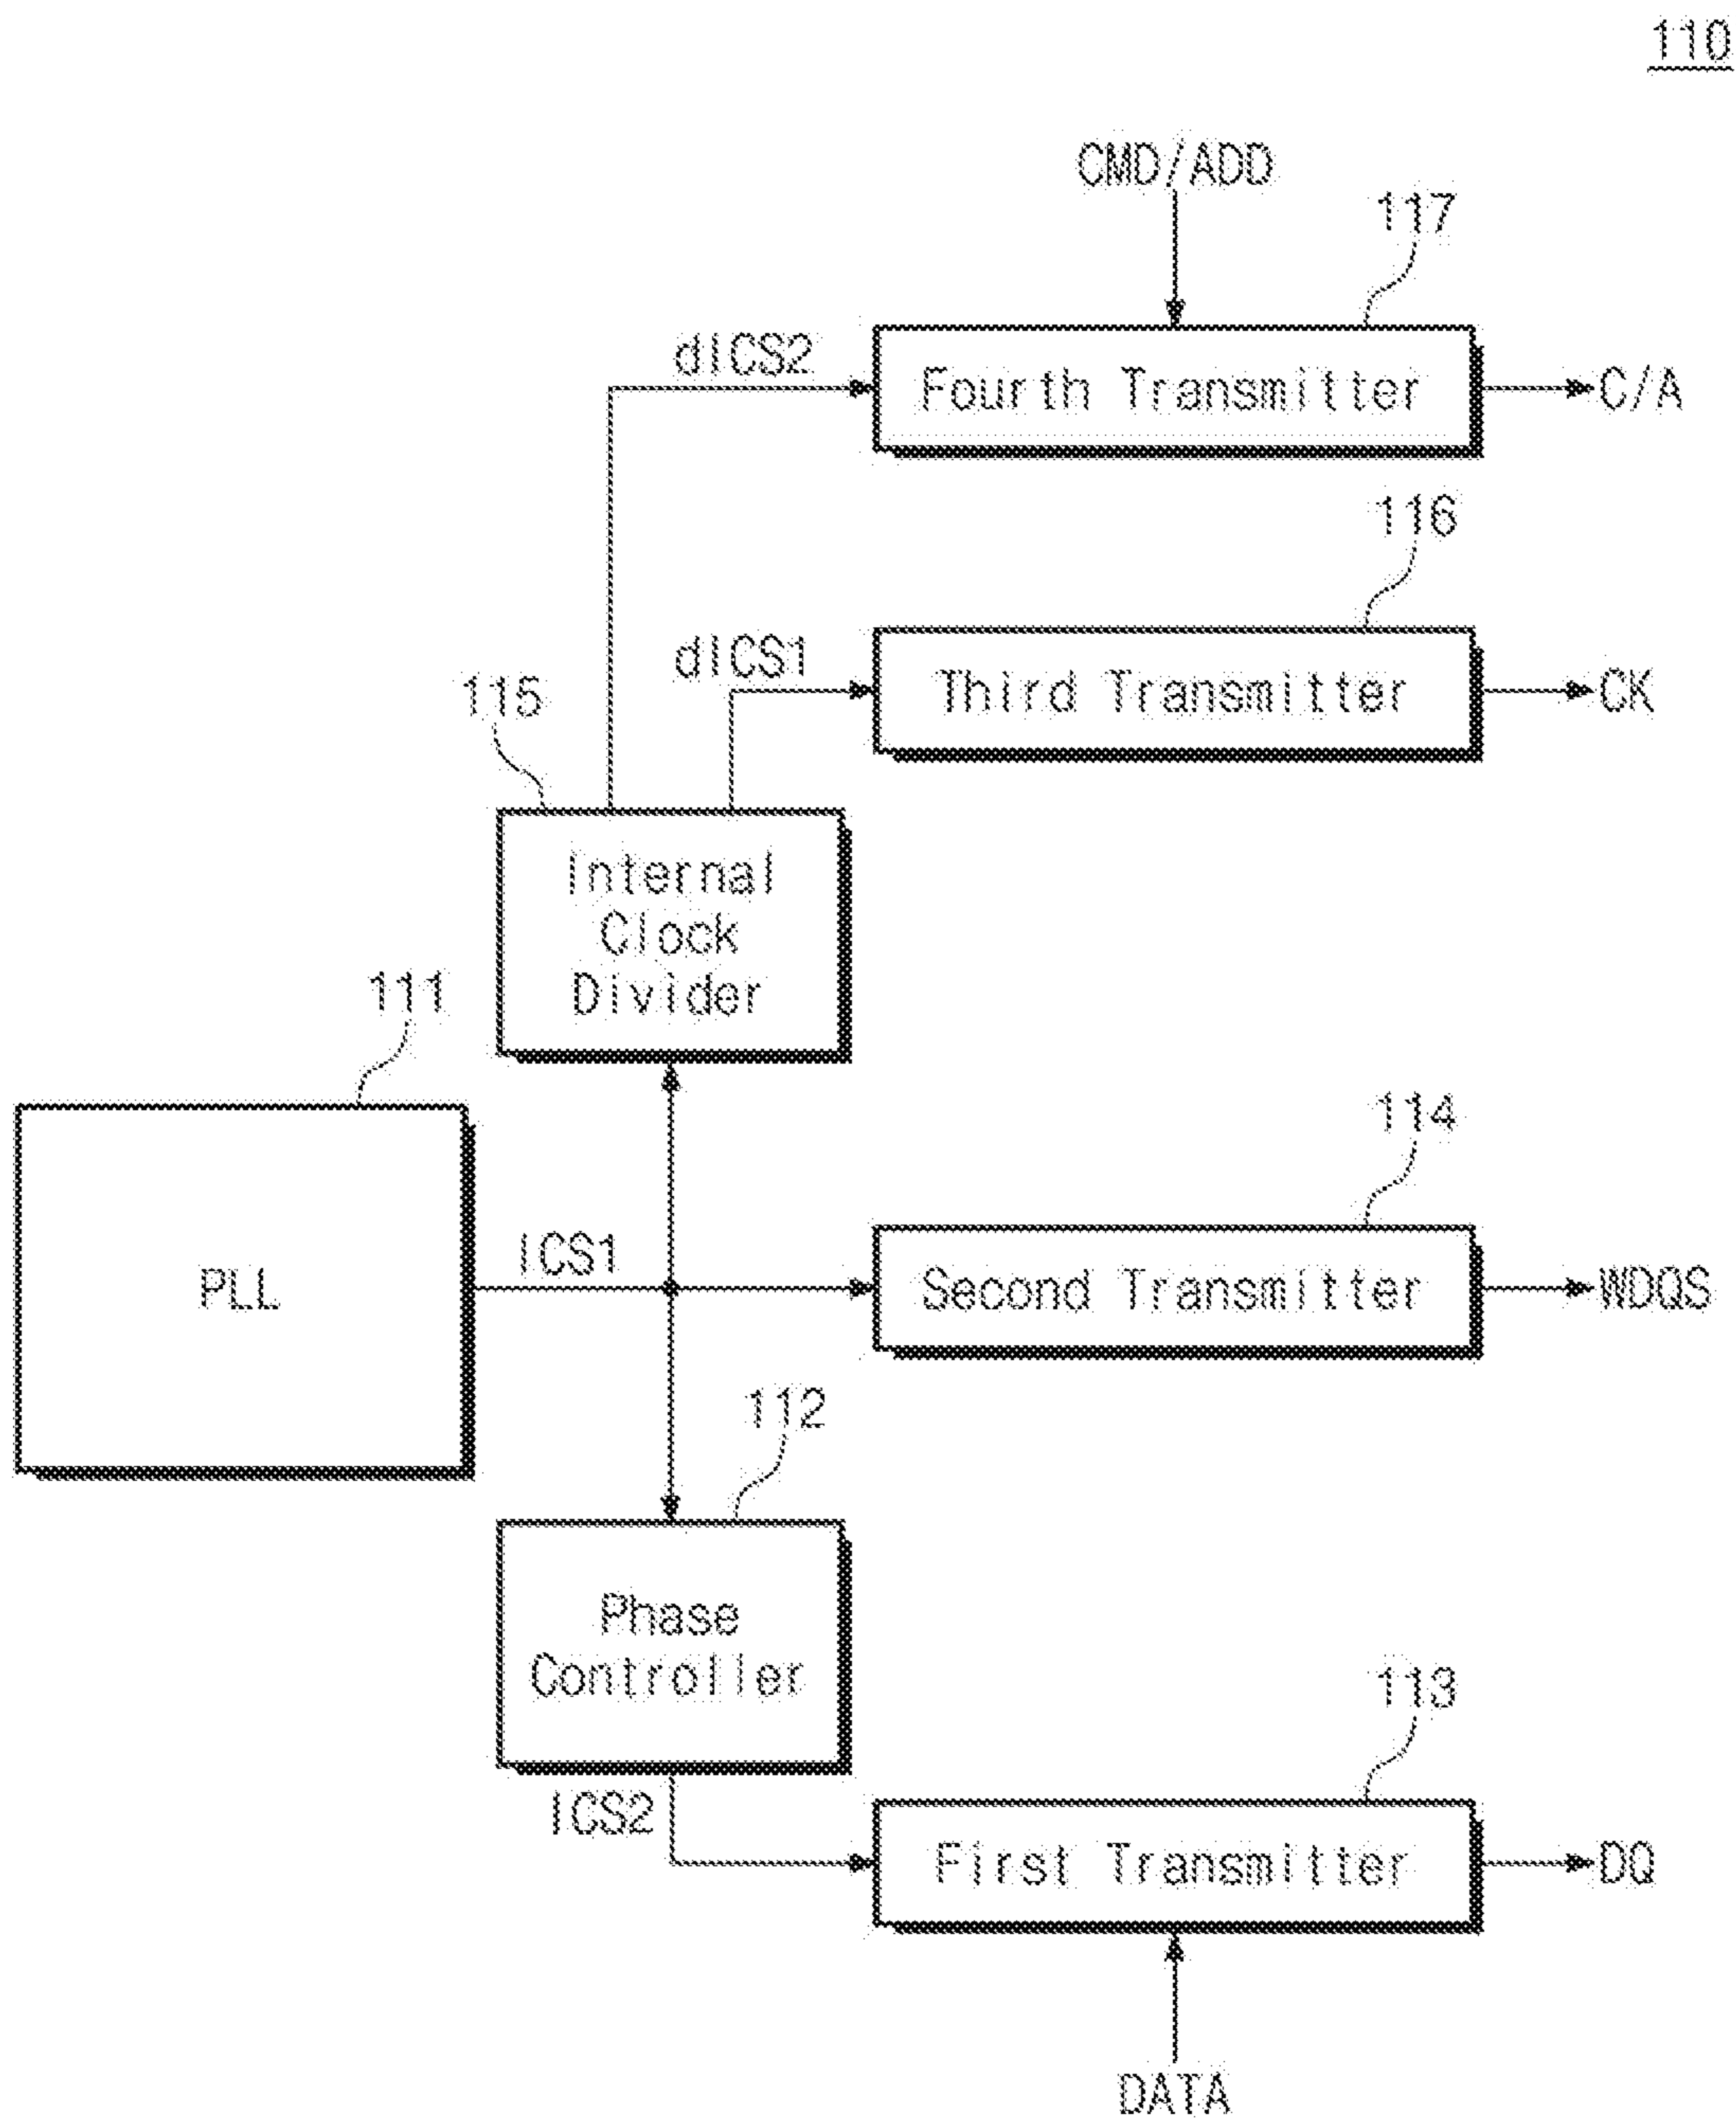 110
CMD/ADD
117
dICS2
Fourth Transmitter
C/A
116
dICS1
Third Transmitter
CK
115
Internal
Clock
Divider
111
114
PLL
ICS1
Second Transmitter
WDQS
112
Phase
Controller
113
ICS2
First Transmitter
DQ
DATA